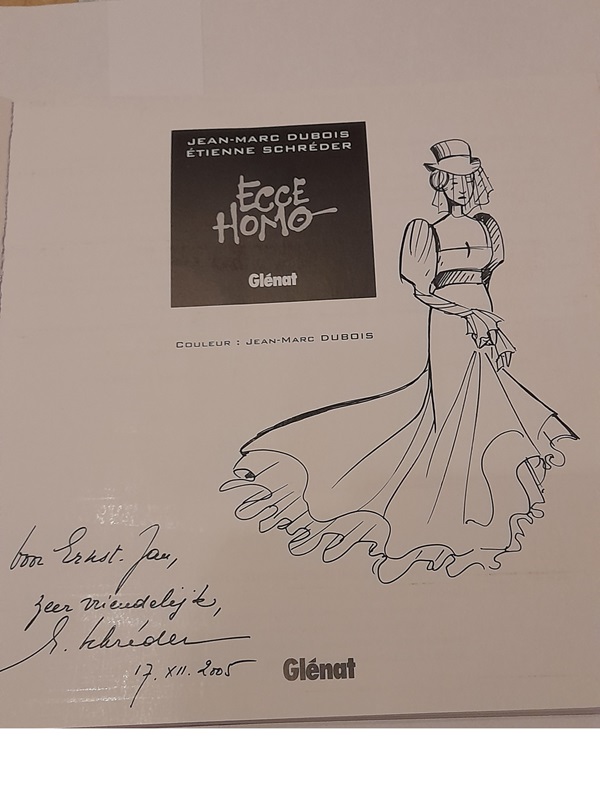 JEAN-MARC DUBOIS
ÉTIENNE SCHRÉDER
ECCE
HOMO
Glénat
COULEUR : JEAN-MARC DUBOIS
voor Ernst-Jan,
zeer vriendelijk,
E. Schréder
17. XII. 2005
Glénat